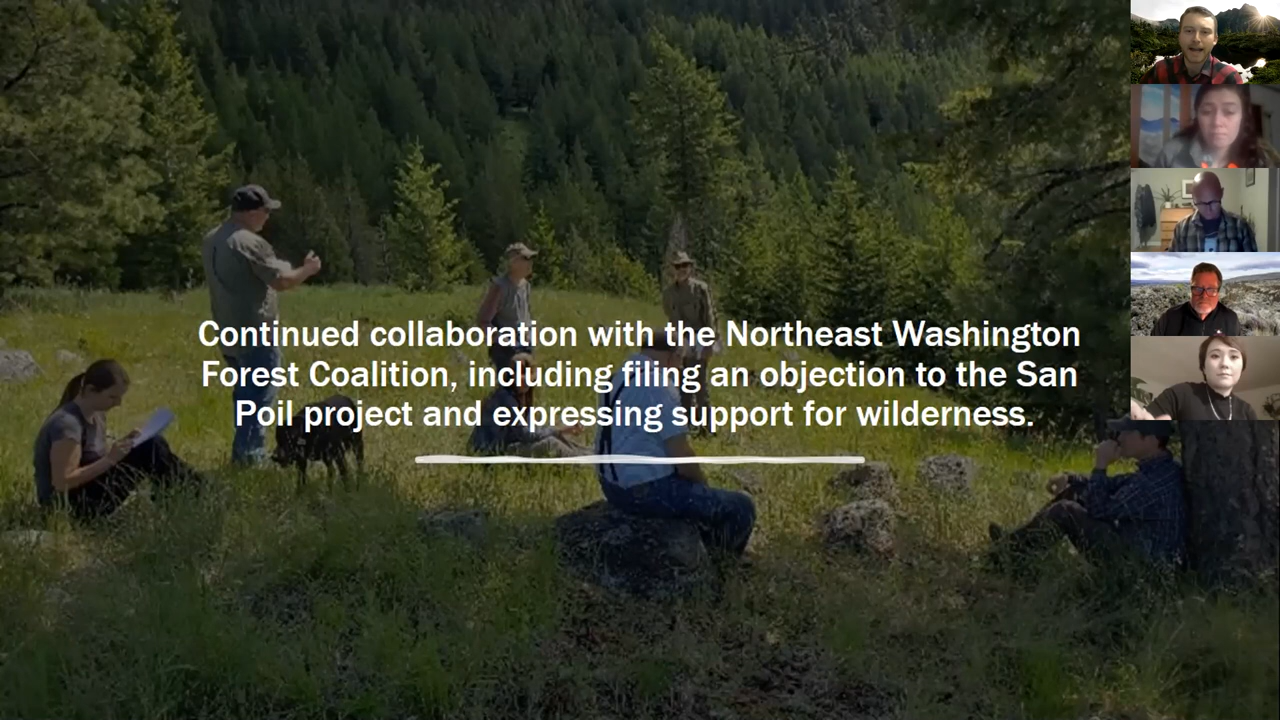 Continued collaboration with the Northeast Washington
Forest Coalition, including filing an objection to the San
Poil project and expressing support for wilderness.